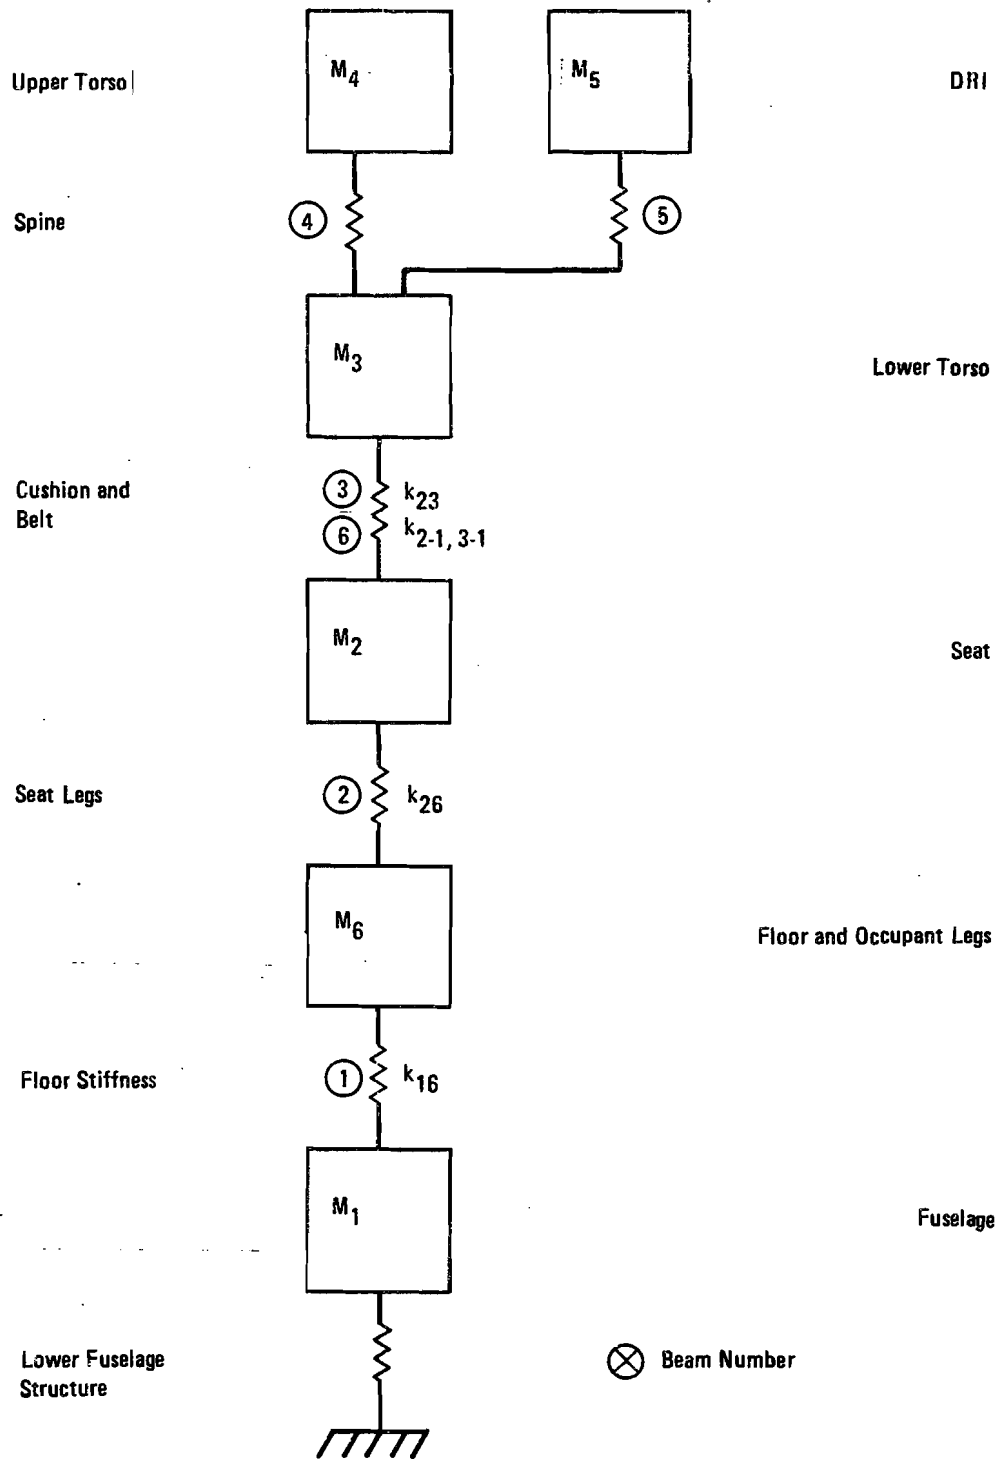 Upper Torso
M4
M5
DRI
Spine
4
5
M3
Lower Torso
Cushion and
Belt
3
k23
6
k2-1, 3-1
M2
Seat
Seat Legs
2
k26
M6
Floor and Occupant Legs
Floor Stiffness
1
k16
M1
Fuselage
Lower Fuselage
Structure
Beam Number